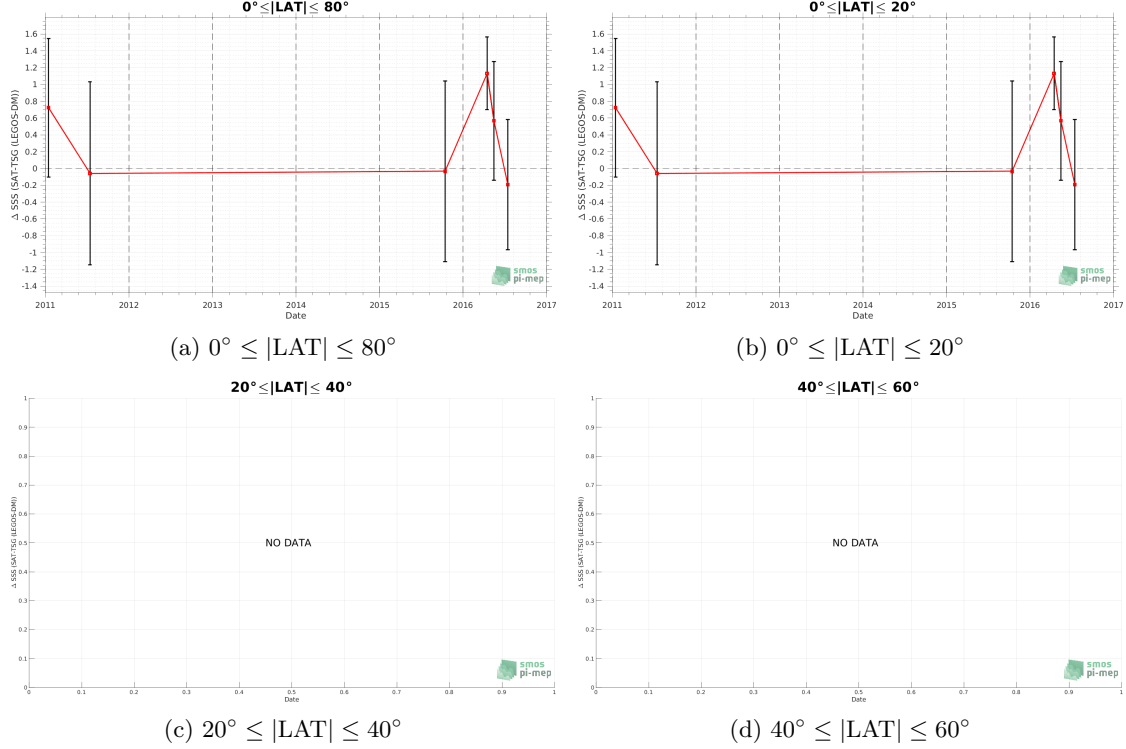 0°≤|LAT|≤ 80°
Δ SSS (SAT-TSG (LEGOS-DM))
1.6
1.4
1.2
1
0.8
0.6
0.4
0.2
0
-0.2
-0.4
-0.6
-0.8
-1
-1.2
-1.4
2011 2012 2013 2014 2015 2016 2017
Date
smos
pi-mep
(a) 0° ≤ |LAT| ≤ 80°
0°≤|LAT|≤ 20°
Δ SSS (SAT-TSG (LEGOS-DM))
1.6
1.4
1.2
1
0.8
0.6
0.4
0.2
0
-0.2
-0.4
-0.6
-0.8
-1
-1.2
-1.4
2011 2012 2013 2014 2015 2016 2017
Date
smos
pi-mep
(b) 0° ≤ |LAT| ≤ 20°
20°≤|LAT|≤ 40°
Δ SSS (SAT-TSG (LEGOS-DM))
1
0.9
0.8
0.7
0.6
0.5
0.4
0.3
0.2
0.1
0
NO DATA
0 0.1 0.2 0.3 0.4 0.5 0.6 0.7 0.8 0.9 1
Date
smos
pi-mep
(c) 20° ≤ |LAT| ≤ 40°
40°≤|LAT|≤ 60°
Δ SSS (SAT-TSG (LEGOS-DM))
1
0.9
0.8
0.7
0.6
0.5
0.4
0.3
0.2
0.1
0
NO DATA
0 0.1 0.2 0.3 0.4 0.5 0.6 0.7 0.8 0.9 1
Date
smos
pi-mep
(d) 40° ≤ |LAT| ≤ 60°